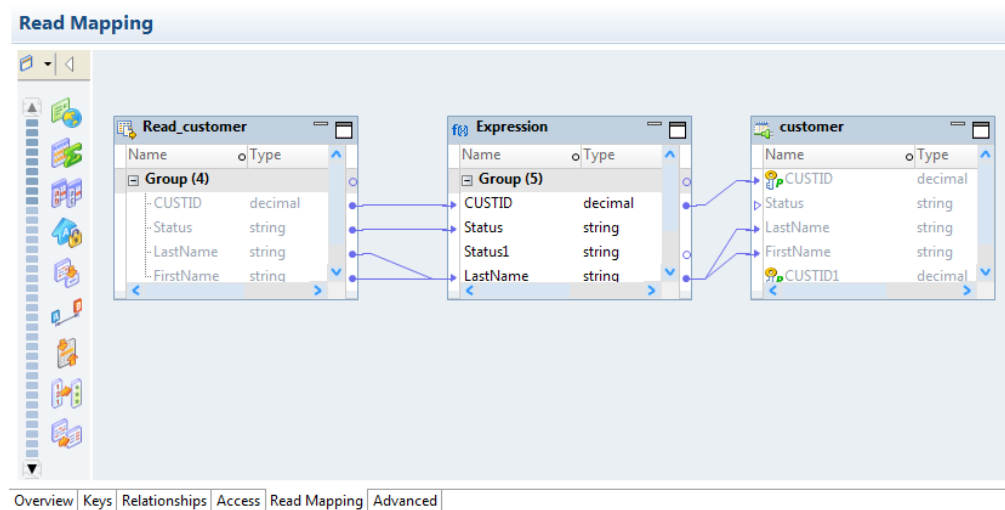 Read Mapping
Read_customer
Name Type
Group (4)
CUSTID decimal
Status string
LastName string
FirstName string
f(x) Expression
Name Type
Group (5)
CUSTID decimal
Status string
Status1 string
LastName string
customer
Name Type
CUSTID decimal
Status string
LastName string
FirstName string
CUSTID1 decimal
Overview Keys Relationships Access Read Mapping Advanced